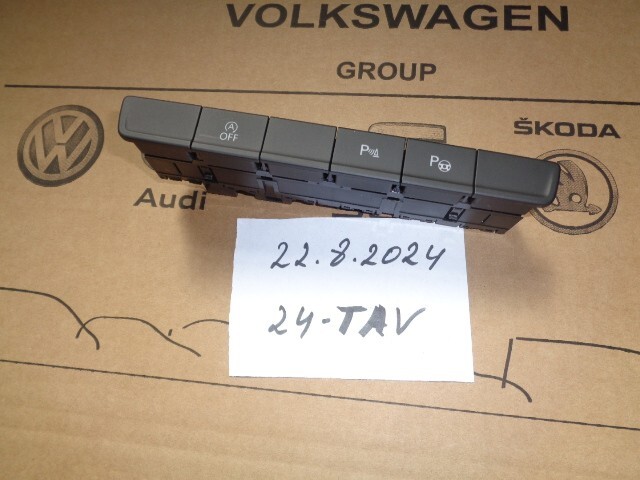 VOLKSWAGEN
GROUP
ŠKODA
Audi
A
OFF
P
P
22.8.2024
24-TAV